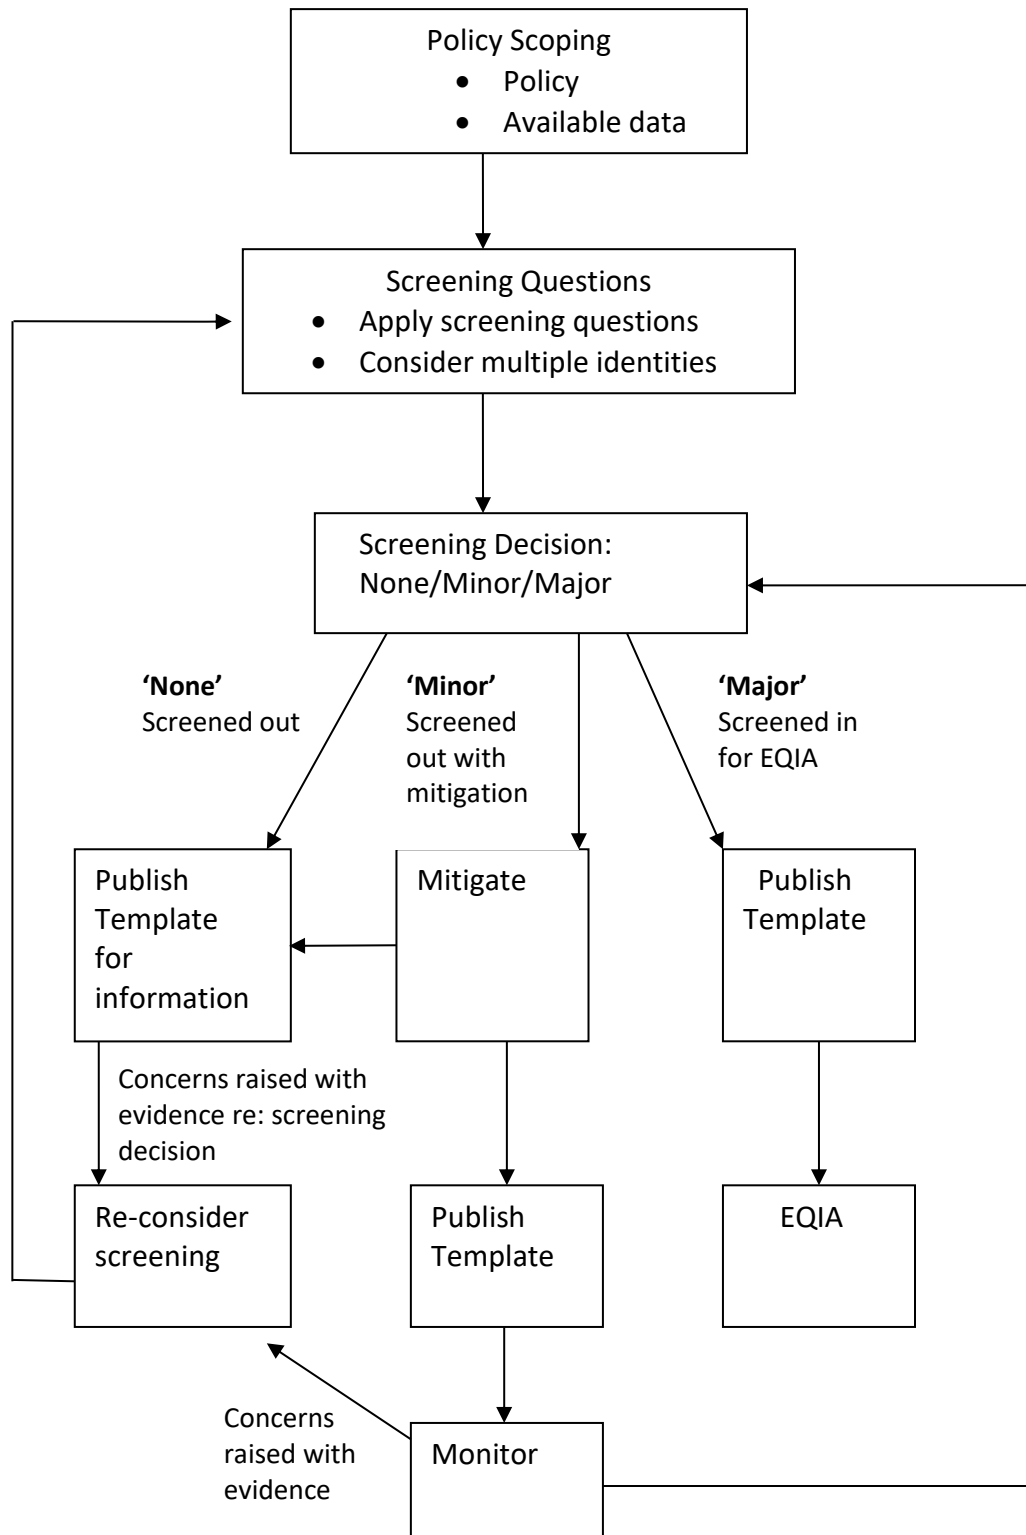 Policy Scoping
• Policy
• Available data
Screening Questions
• Apply screening questions
• Consider multiple identities
Screening Decision:
None/Minor/Major
‘None’
Screened out
‘Minor’
Screened
out with
mitigation
‘Major’
Screened in
for EQIA
Publish
Template
for
information
Mitigate
Publish
Template
Concerns raised with
evidence re: screening
decision
Re-consider
screening
Publish
Template
EQIA
Concerns
raised with
evidence
Monitor